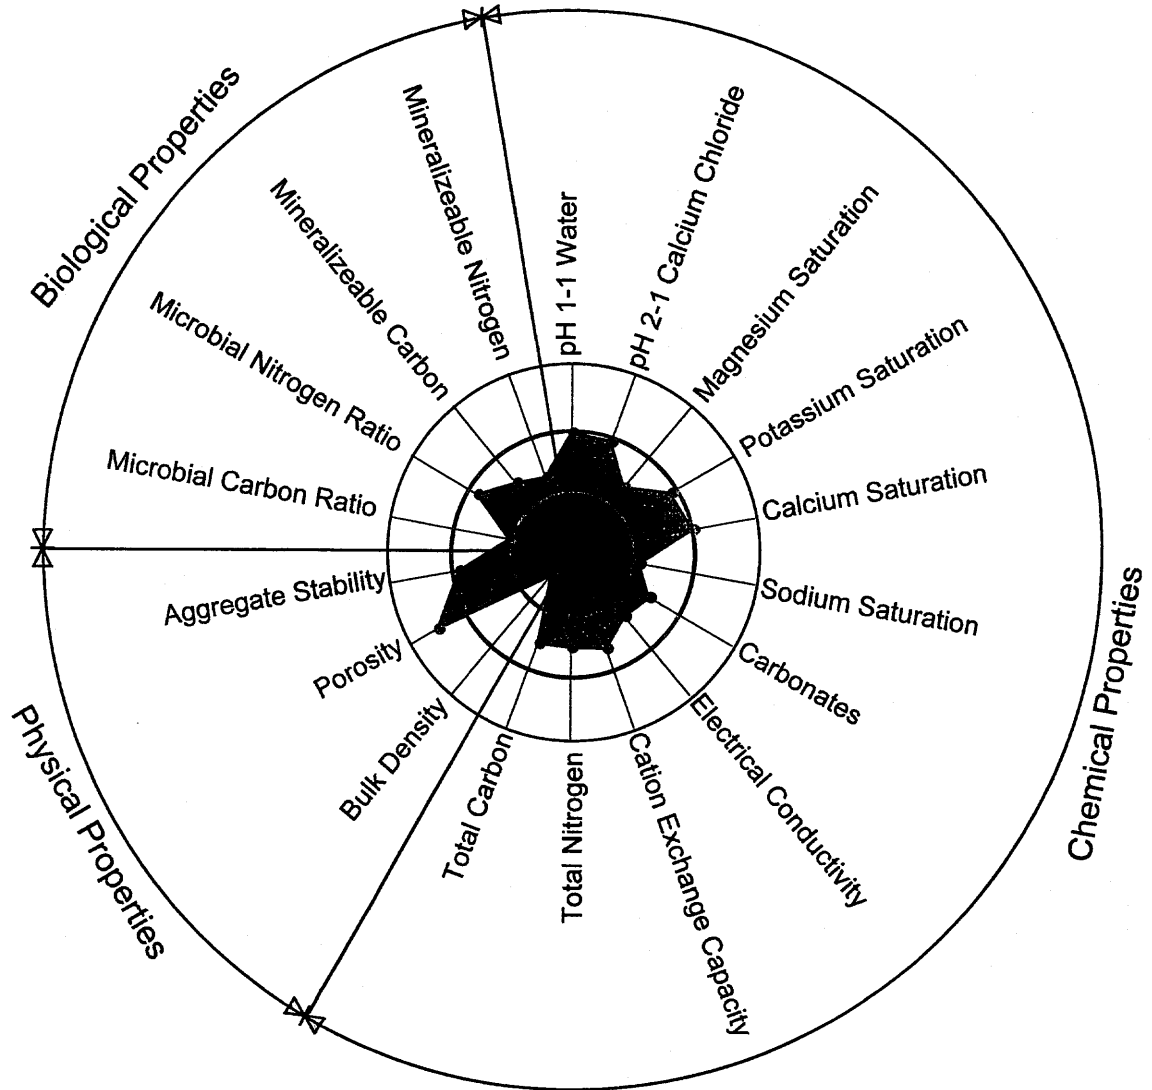 Biological Properties
Chemical Properties
Physical Properties
pH 1-1 Water
pH 2-1 Calcium Chloride
Magnesium Saturation
Potassium Saturation
Calcium Saturation
Sodium Saturation
Carbonates
Electrical Conductivity
Cation Exchange Capacity
Total Nitrogen
Total Carbon
Bulk Density
Porosity
Aggregate Stability
Microbial Carbon Ratio
Microbial Nitrogen Ratio
Mineralizeable Carbon
Mineralizeable Nitrogen